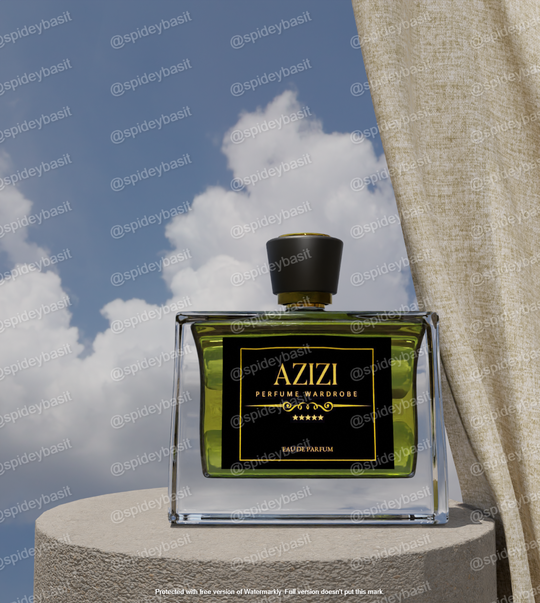 @spideybasit
AZIZI
PERFUME WARDROBE
EAU DE PARFUM
Protected with free version of Watermarkly. Full version doesn't put this mark.